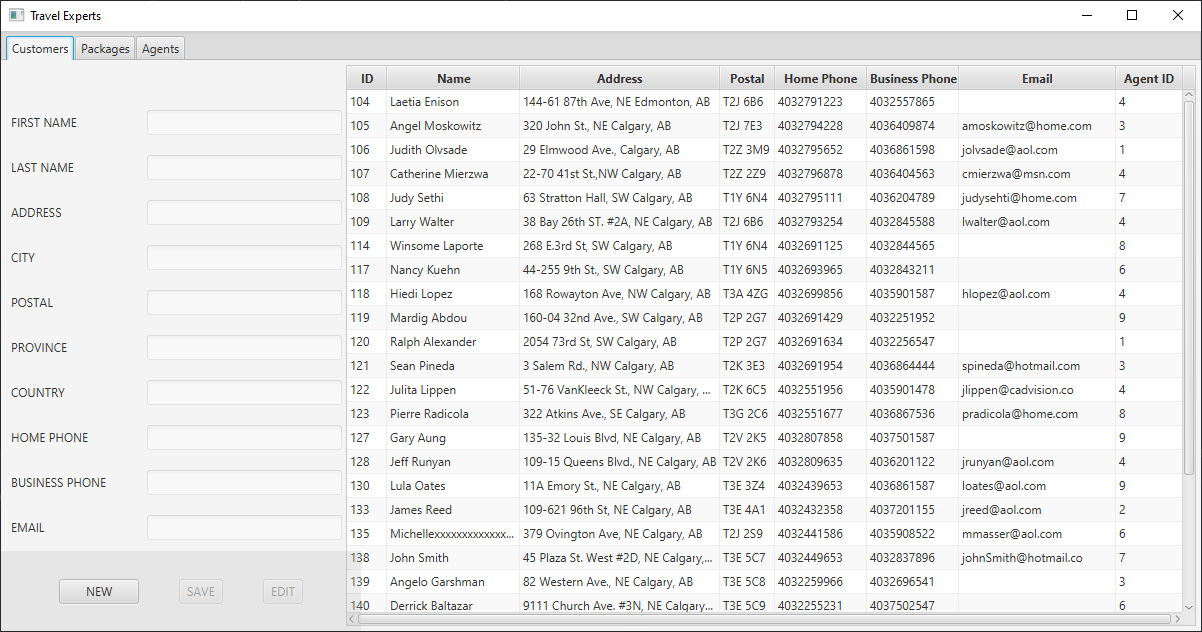 Travel Experts
Customers Packages Agents
ID Name Address Postal Home Phone Business Phone Email Agent ID
104 Laetia Enison 144-61 87th Ave, NE Edmonton, AB T2J 6B6 4032791223 4032557865 4
FIRST NAME
105 Angel Moskowitz 320 John St., NE Calgary, AB T2J 7E3 4032794228 4036409874 amoskowitz@home.com 3
106 Judith Olvsade 29 Elmwood Ave., Calgary, AB T2Z 3M9 4032795652 4036861598 jolvsade@aol.com 1
LAST NAME
107 Catherine Mierzwa 22-70 41st St.,NW Calgary, AB T2Z 2Z9 4032796878 4036404563 cmierzwa@msn.com 4
108 Judy Sethi 63 Stratton Hall, SW Calgary, AB T1Y 6N4 4032795111 4036204789 judysehti@home.com 7
ADDRESS
109 Larry Walter 38 Bay 26th ST. #2A, NE Calgary, AB T2J 6B6 4032793254 4032845588 lwalter@aol.com 4
114 Winsome Laporte 268 E.3rd St, SW Calgary, AB T1Y 6N4 4032691125 4032844565 8
CITY
117 Nancy Kuehn 44-255 9th St., SW Calgary, AB T1Y 6N5 4032693965 4032843211 6
118 Hiedi Lopez 168 Rowayton Ave, NW Calgary, AB T3A 4ZG 4032699856 4035901587 hlopez@aol.com 4
POSTAL
119 Mardig Abdou 160-04 32nd Ave., SW Calgary, AB T2P 2G7 4032691429 4032251952 9
120 Ralph Alexander 2054 73rd St, SW Calgary, AB T2P 2G7 4032691634 4032256547 1
PROVINCE
121 Sean Pineda 3 Salem Rd., NW Calgary, AB T2K 3E3 4032691954 4036864444 spineda@hotmail.com 3
122 Julita Lippen 51-76 VanKleeck St., NW Calgary, ... T2K 6C5 4032551956 4035901478 jlippen@cadvision.co 4
COUNTRY
123 Pierre Radicola 322 Atkins Ave., SE Calgary, AB T3G 2C6 4032551677 4036867536 pradicola@home.com 8
127 Gary Aung 135-32 Louis Blvd, NE Calgary, AB T2V 2K5 4032807858 4037501587 9
HOME PHONE
128 Jeff Runyan 109-15 Queens Blvd., NE Calgary, AB T2V 2K6 4032809635 4036201122 jrunyan@aol.com 4
130 Lula Oates 11A Emory St., NE Calgary, AB T3E 3Z4 4032439653 4036861587 loates@aol.com 9
BUSINESS PHONE
133 James Reed 109-621 96th St, NE Calgary, AB T3E 4A1 4032432358 4037201155 jreed@aol.com 2
EMAIL
135 Michellexxxxxxxxxxxxx... 379 Ovington Ave, NE Calgary, AB T2J 2S9 4032441586 4035908522 mmasser@aol.com 6
138 John Smith 45 Plaza St. West #2D, NE Calgary,... T3E 5C7 4032449653 4032837896 johnSmith@hotmail.co 7
139 Angelo Garshman 82 Western Ave., NE Calgary, AB T3E 5C8 4032259966 4032696541 3
NEW SAVE EDIT
140 Derrick Baltazar 9111 Church Ave. #3N, NE Calgary... T3E 5C9 4032255231 4037502547 6